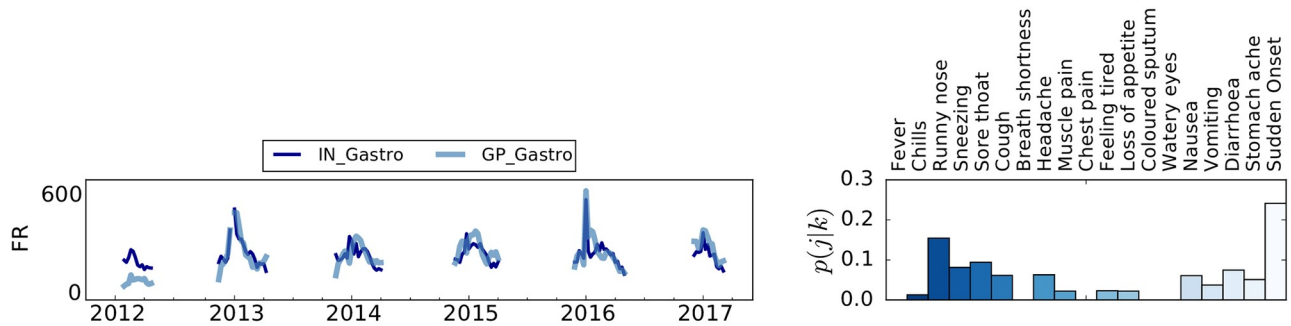 IN_Gastro GP_Gastro
FR
600
0
2012 2013 2014 2015 2016 2017
Fever
Chills
Runny nose
Sneezing
Sore thoat
Cough
Breath shortness
Headache
Muscle pain
Chest pain
Feeling tired
Loss of appetite
Coloured sputum
Watery eyes
Nausea
Vomiting
Diarrhoea
Stomach ache
Sudden Onset
p(j|k)
0.3
0.2
0.1
0.0